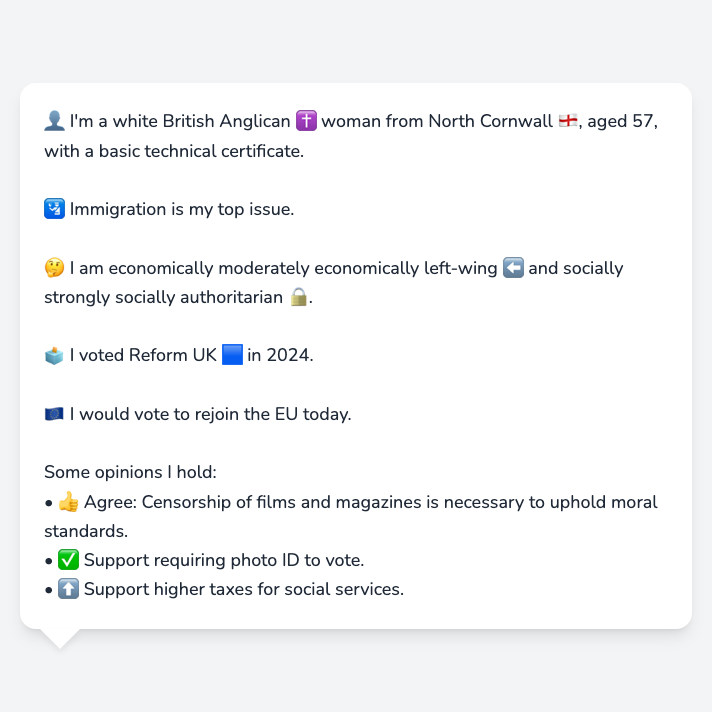 👤 I'm a white British Anglican ✝️ woman from North Cornwall 🏴󠁧󠁢󠁥󠁮󠁧󠁿, aged 57,
with a basic technical certificate.
🛂 Immigration is my top issue.
🤔 I am economically moderately economically left-wing ⬅️ and socially
strongly socially authoritarian 🔒.
🗳️ I voted Reform UK 🟦 in 2024.
🇪🇺 I would vote to rejoin the EU today.
Some opinions I hold:
• 👍 Agree: Censorship of films and magazines is necessary to uphold moral
standards.
• ✅ Support requiring photo ID to vote.
• ⬆️ Support higher taxes for social services.